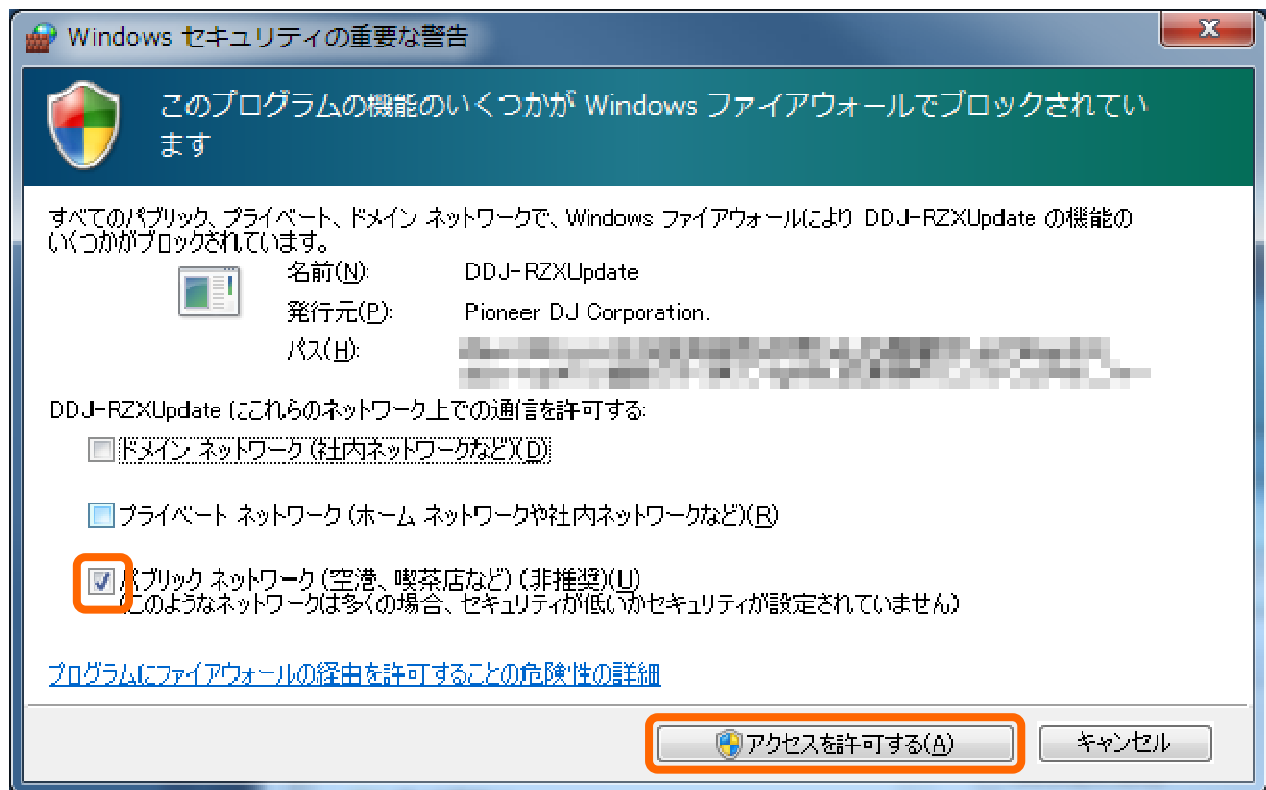 Windows セキュリティの重要な警告
このプログラムの機能のいくつかが Windows ファイアウォールでブロックされてい
ます
すべてのパブリック、プライベート、ドメイン ネットワークで、Windows ファイアウォールにより DDJ-RZXUpdate の機能の
いくつかがブロックされています。
名前(N): DDJ-RZXUpdate
発行元(P): Pioneer DJ Corporation.
パス(H):
DDJ-RZXUpdate にこれらのネットワーク上での通信を許可する:
ドメイン ネットワーク (社内ネットワークなど)(D)
プライベート ネットワーク (ホーム ネットワークや社内ネットワークなど)(R)
パブリック ネットワーク (空港、喫茶店など) (非推奨)(U)
(このようなネットワークは多くの場合、セキュリティが低いかセキュリティが設定されていません)
プログラムにファイアウォールの経由を許可することの危険性の詳細
アクセスを許可する(A) キャンセル